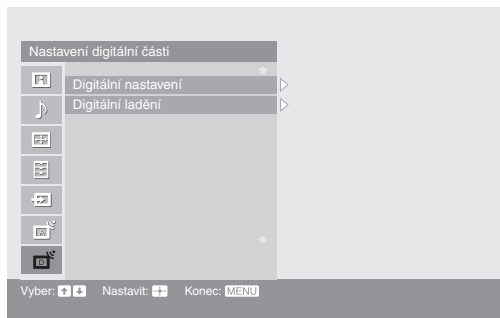 Nastavení digitální části
Digitální nastavení
Digitální ladění
Vyber: Nastavit: Konec: MENU